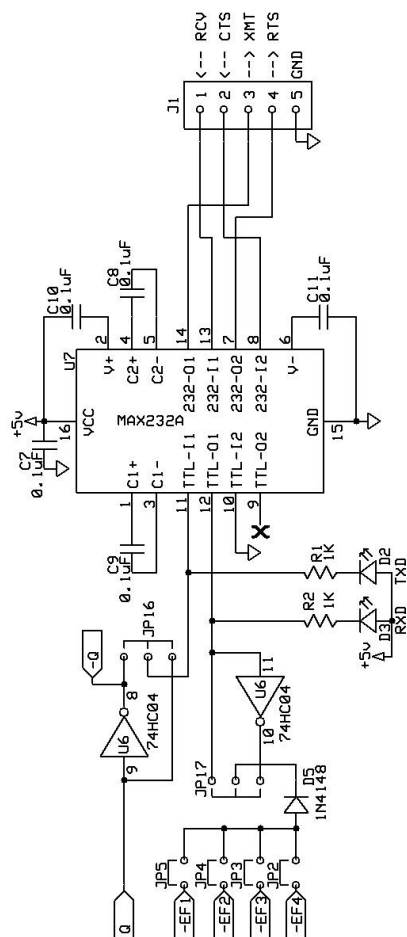 J1
<-- RCV
<-- CTS
--> XMT
--> RTS
GND
1
2
3
4
5
C10
0.1uF
C8
0.1uF
C11
0.1uF
2
4
5
14
13
7
8
6
U7
V+
C2+
C2-
232-O1
232-I1
232-O2
232-I2
V-
+5v
16
VCC
MAX232A
GND
15
C7
0.1uF
C1+
C1-
TTL-I1
TTL-O1
TTL-I2
TTL-O2
1
3
11
12
10
9
C9
0.1uF
R1
1K
D2
TXD
R2
1K
D3
RXD
+5v
JP16
-Q
8
U6
74HC04
9
11
U6
74HC04
10
JP17
D5
1N4148
JP5
JP4
JP3
JP2
Q
-EF1
-EF2
-EF3
-EF4